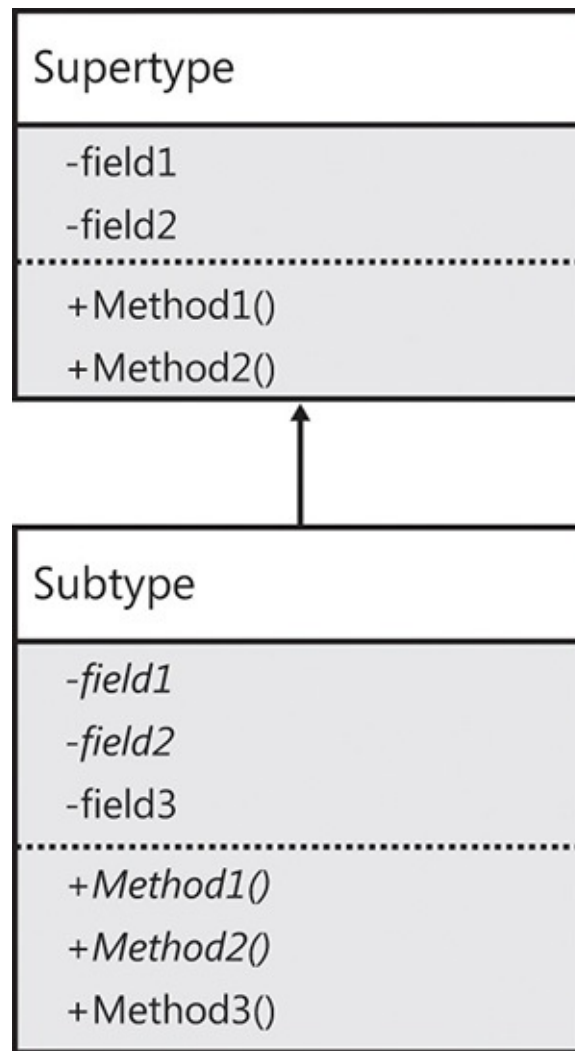 Supertype
-field1
-field2
+Method1()
+Method2()
Subtype
-field1
-field2
-field3
+Method1()
+Method2()
+Method3()